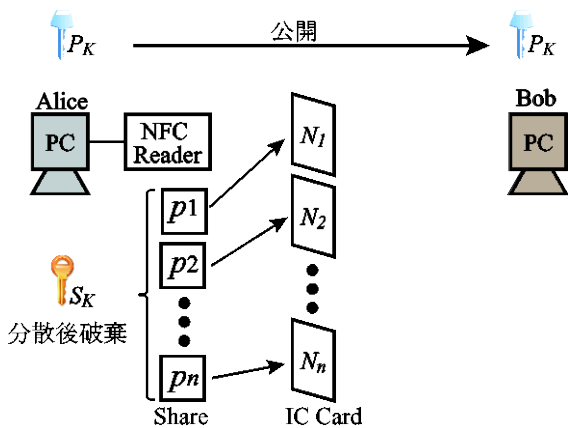 P_K 公開 P_K
Alice Bob
PC NFC Reader PC
N_1
p1
N_2
p2
S_K
分散後破棄
pn
N_n
Share IC Card